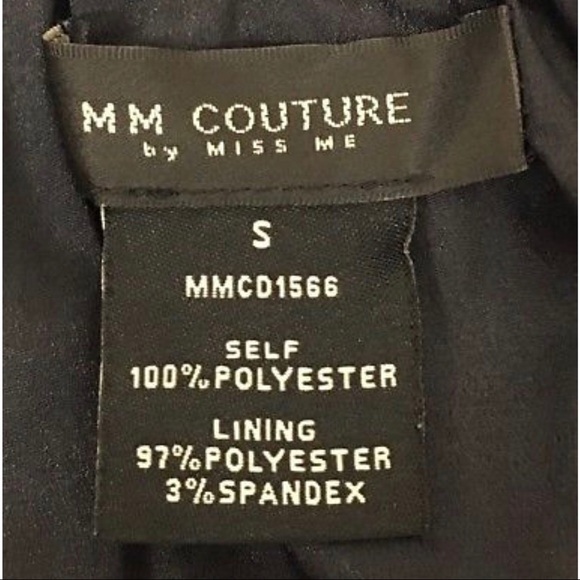 MM COUTURE
by MISS ME
S
MMCD1566
SELF
100%POLYESTER
LINING
97%POLYESTER
3%SPANDEX